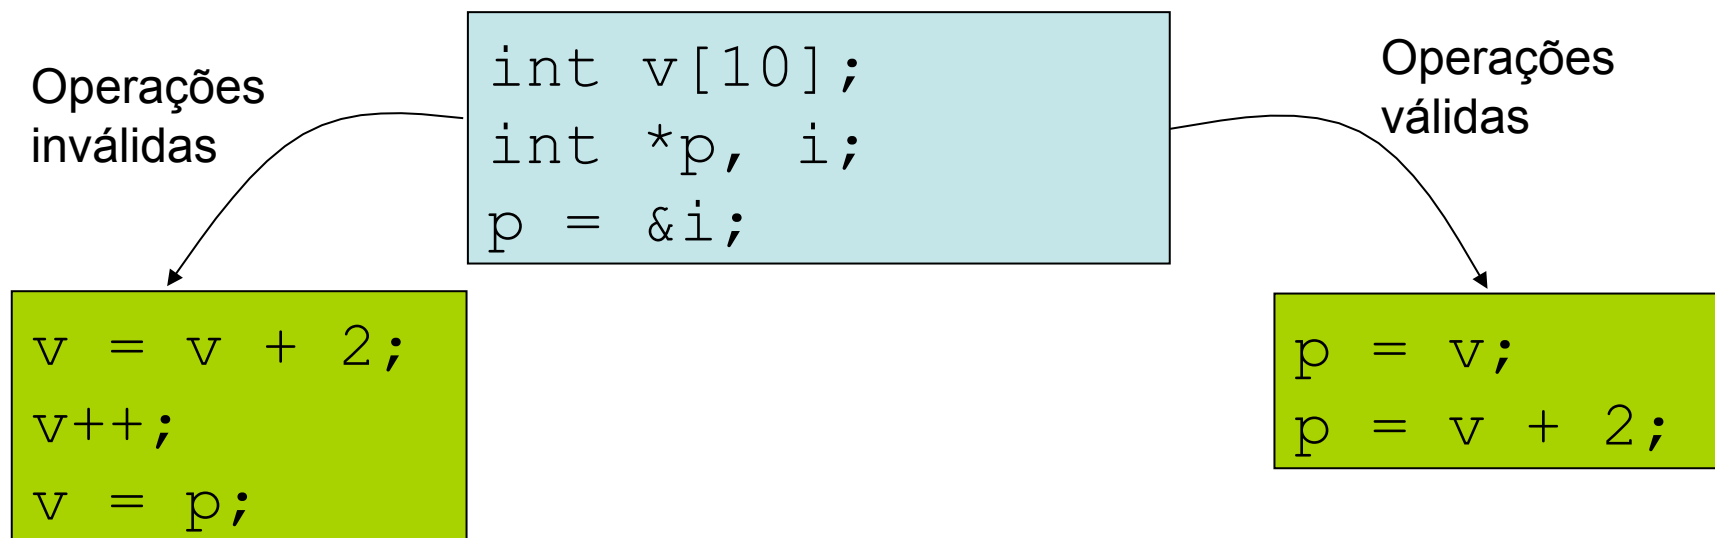 int v[10];
int *p, i;
p = &i;
Operações
inválidas
Operações
válidas
v = v + 2;
v++;
v = p;
p = v;
p = v + 2;